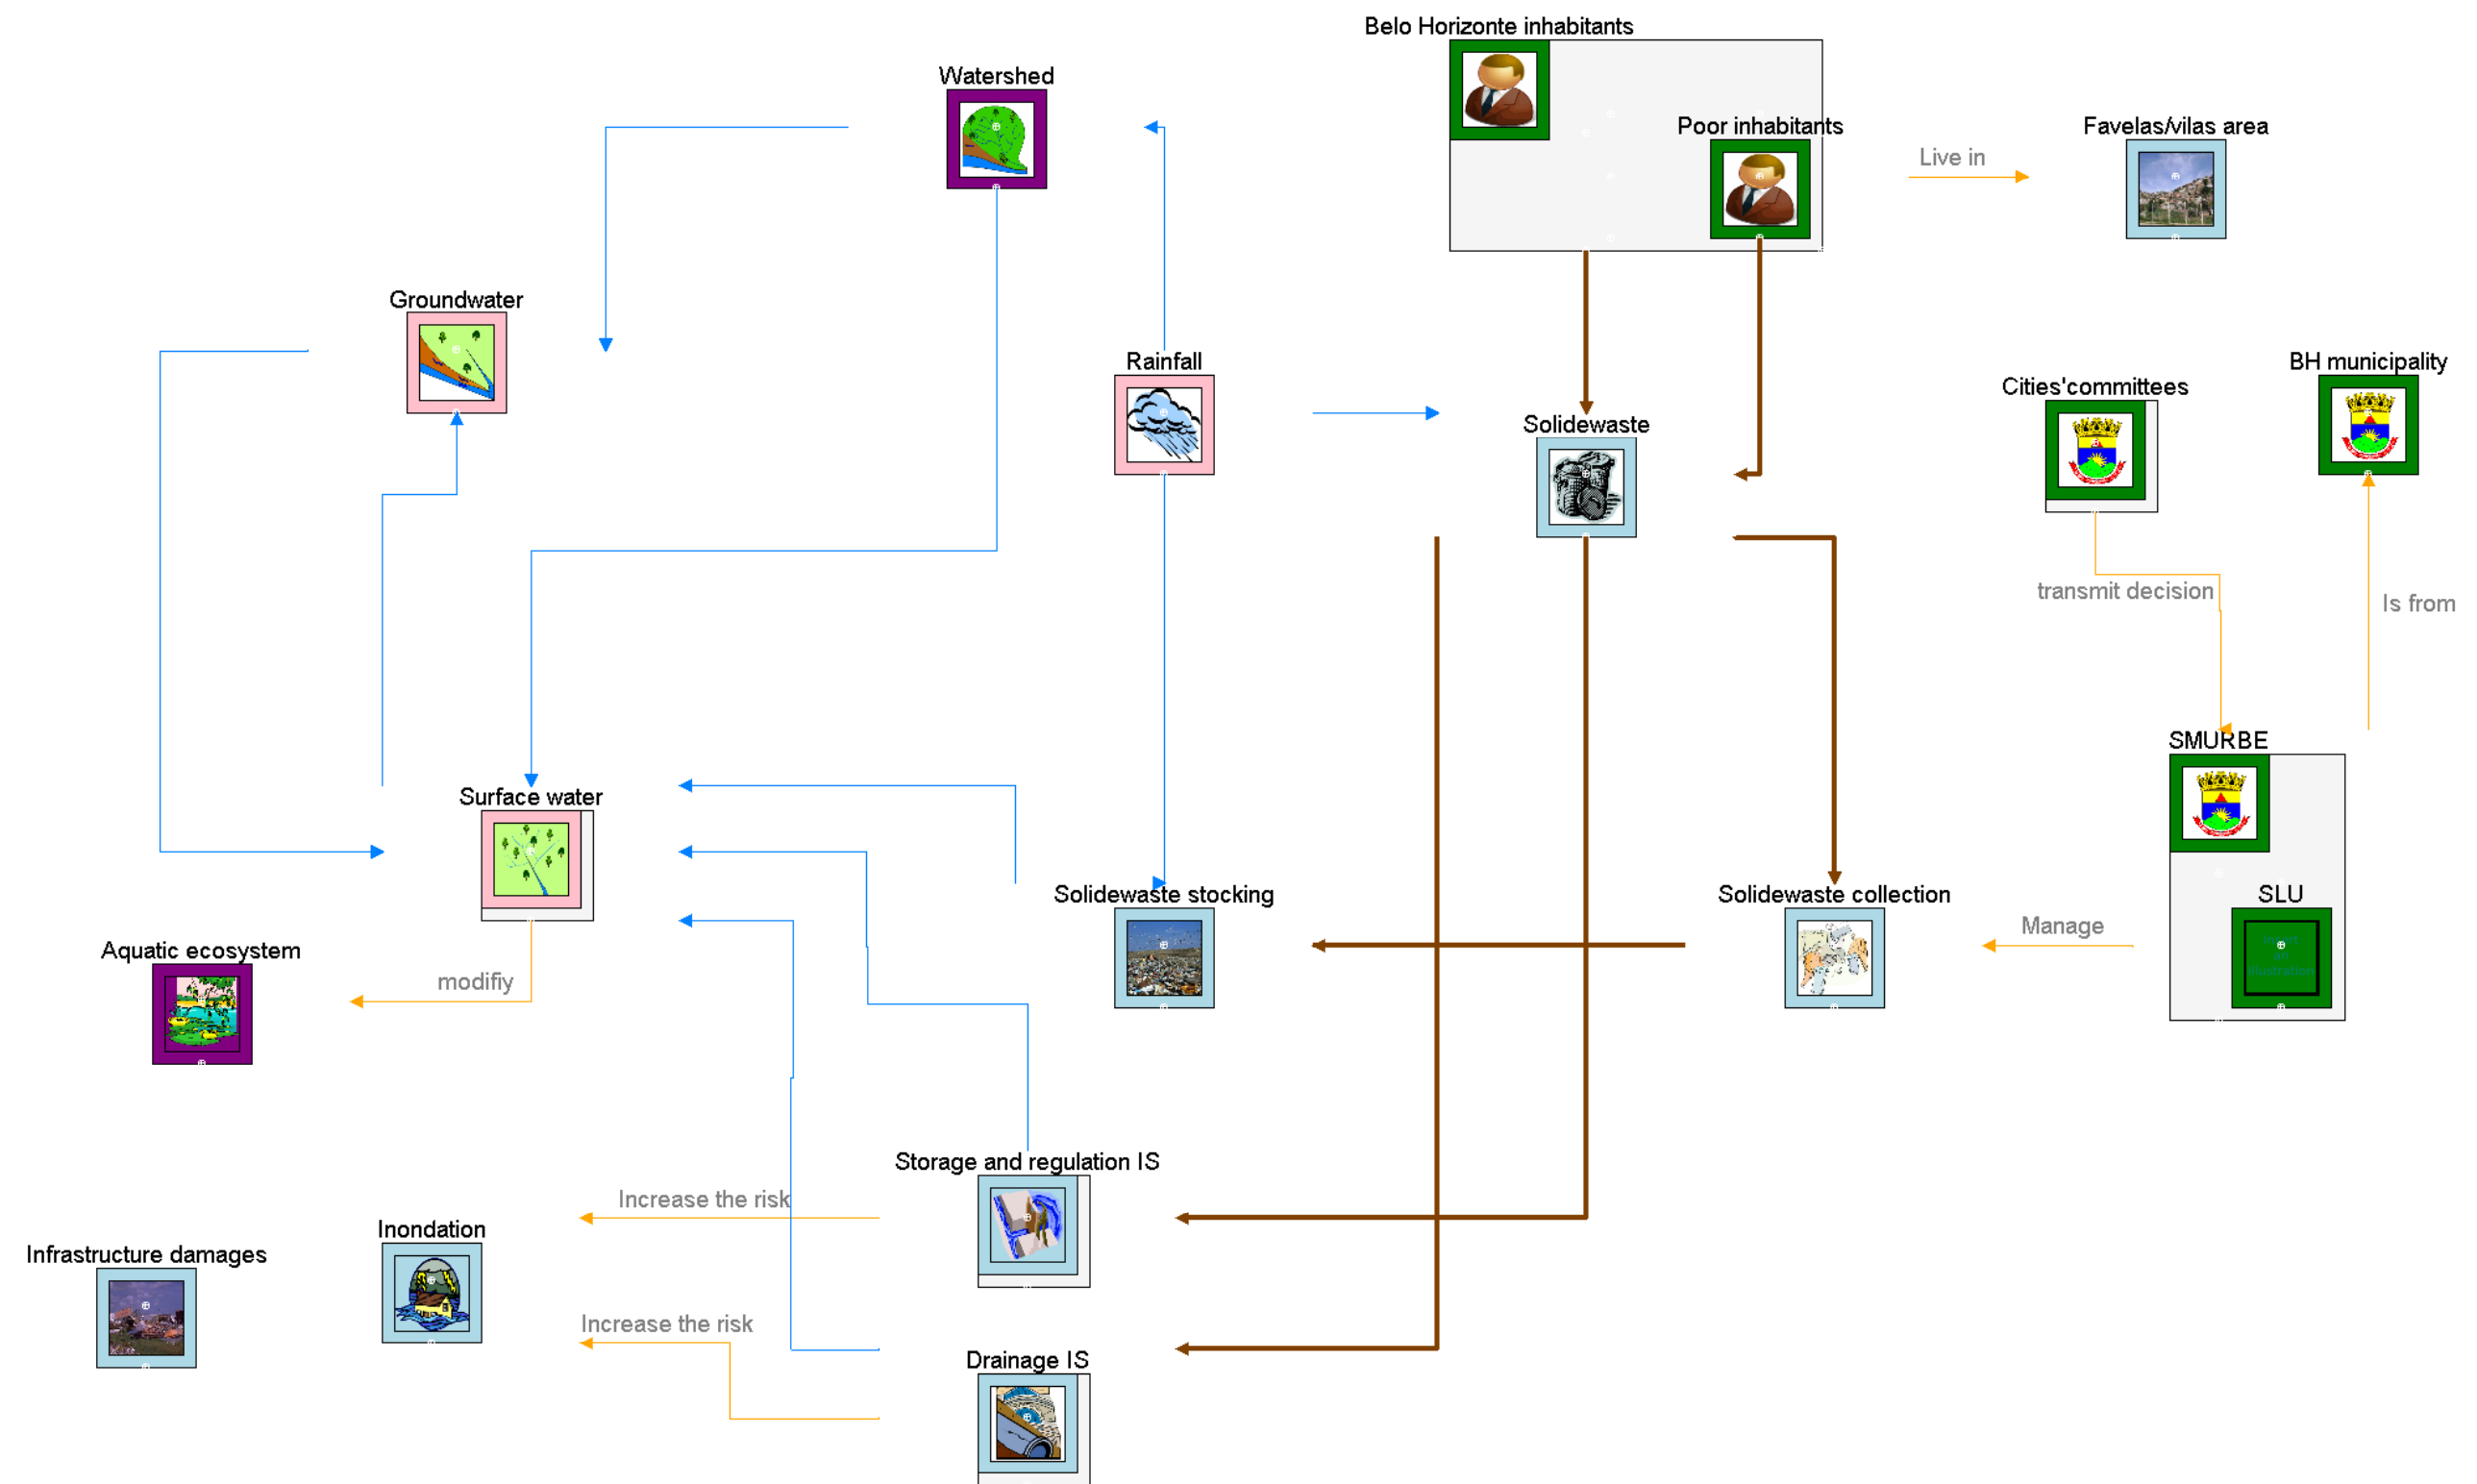 Belo Horizonte inhabitants
Watershed
Poor inhabitants
Favelas/vilas area
Live in
Groundwater
Rainfall
BH municipality
Cities'committees
Solidewaste
transmit decision
Is from
SMURBE
Surface water
Solidewaste stocking
Solidewaste collection
SLU
Manage
Aquatic ecosystem
modifiy
an
illustration
Storage and regulation IS
Increase the risk
Inondation
Infrastructure damages
Increase the risk
Drainage IS